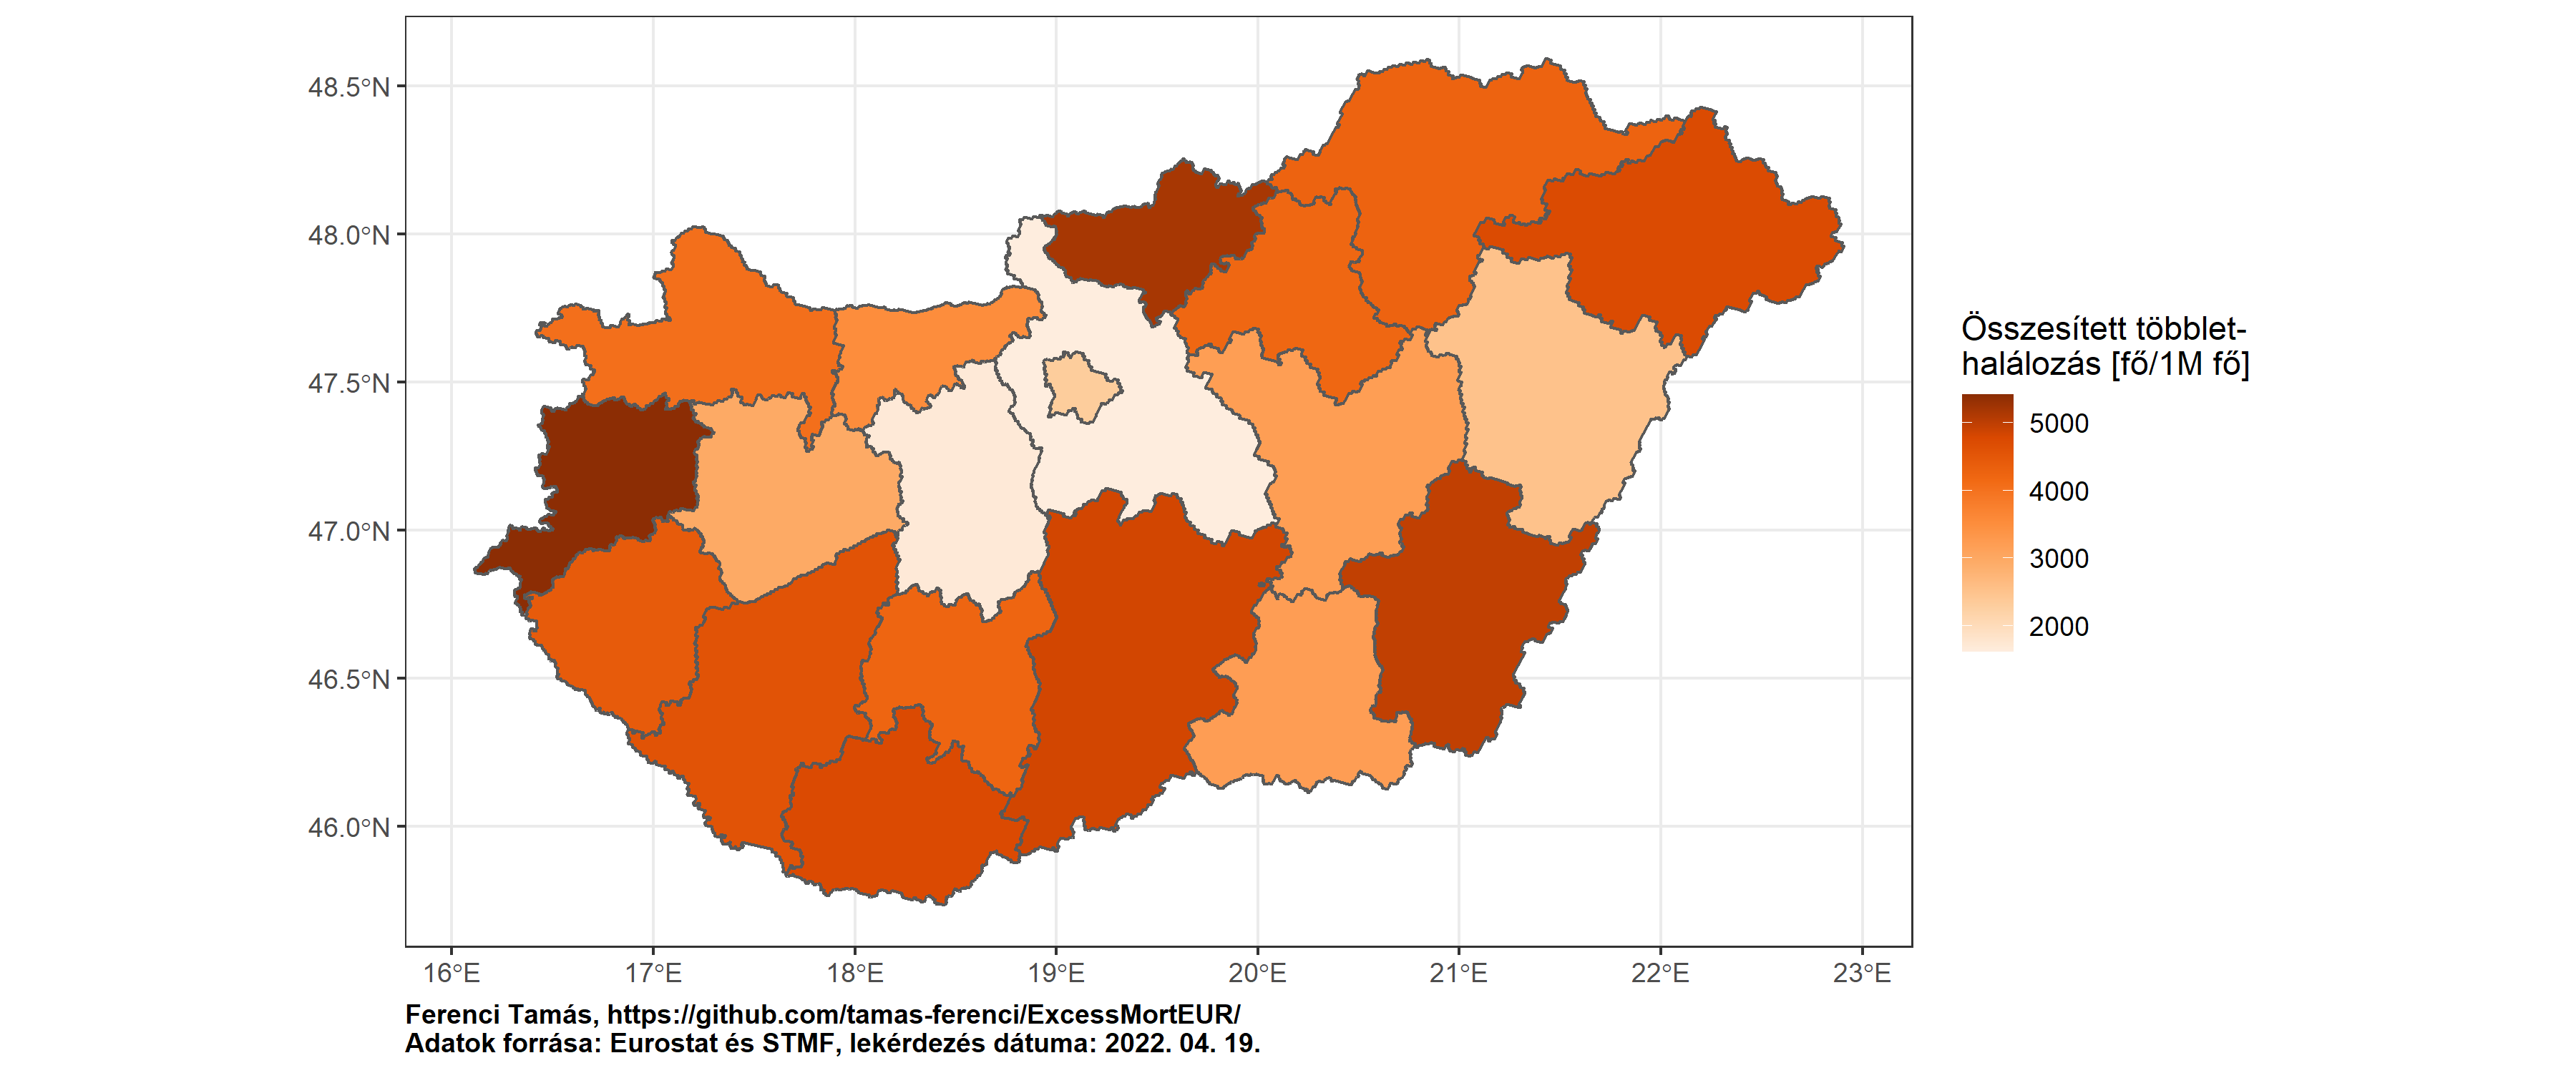 48.5°N
48.0°N
47.5°N
47.0°N
46.5°N
46.0°N
16°E
17°E
18°E
19°E
20°E
21°E
22°E
23°E
Összesített többlet-
halálozás [fő/1M fő]
5000
4000
3000
2000
Ferenci Tamás, https://github.com/tamas-ferenci/ExcessMortEUR/
Adatok forrása: Eurostat és STMF, lekérdezés dátuma: 2022. 04. 19.